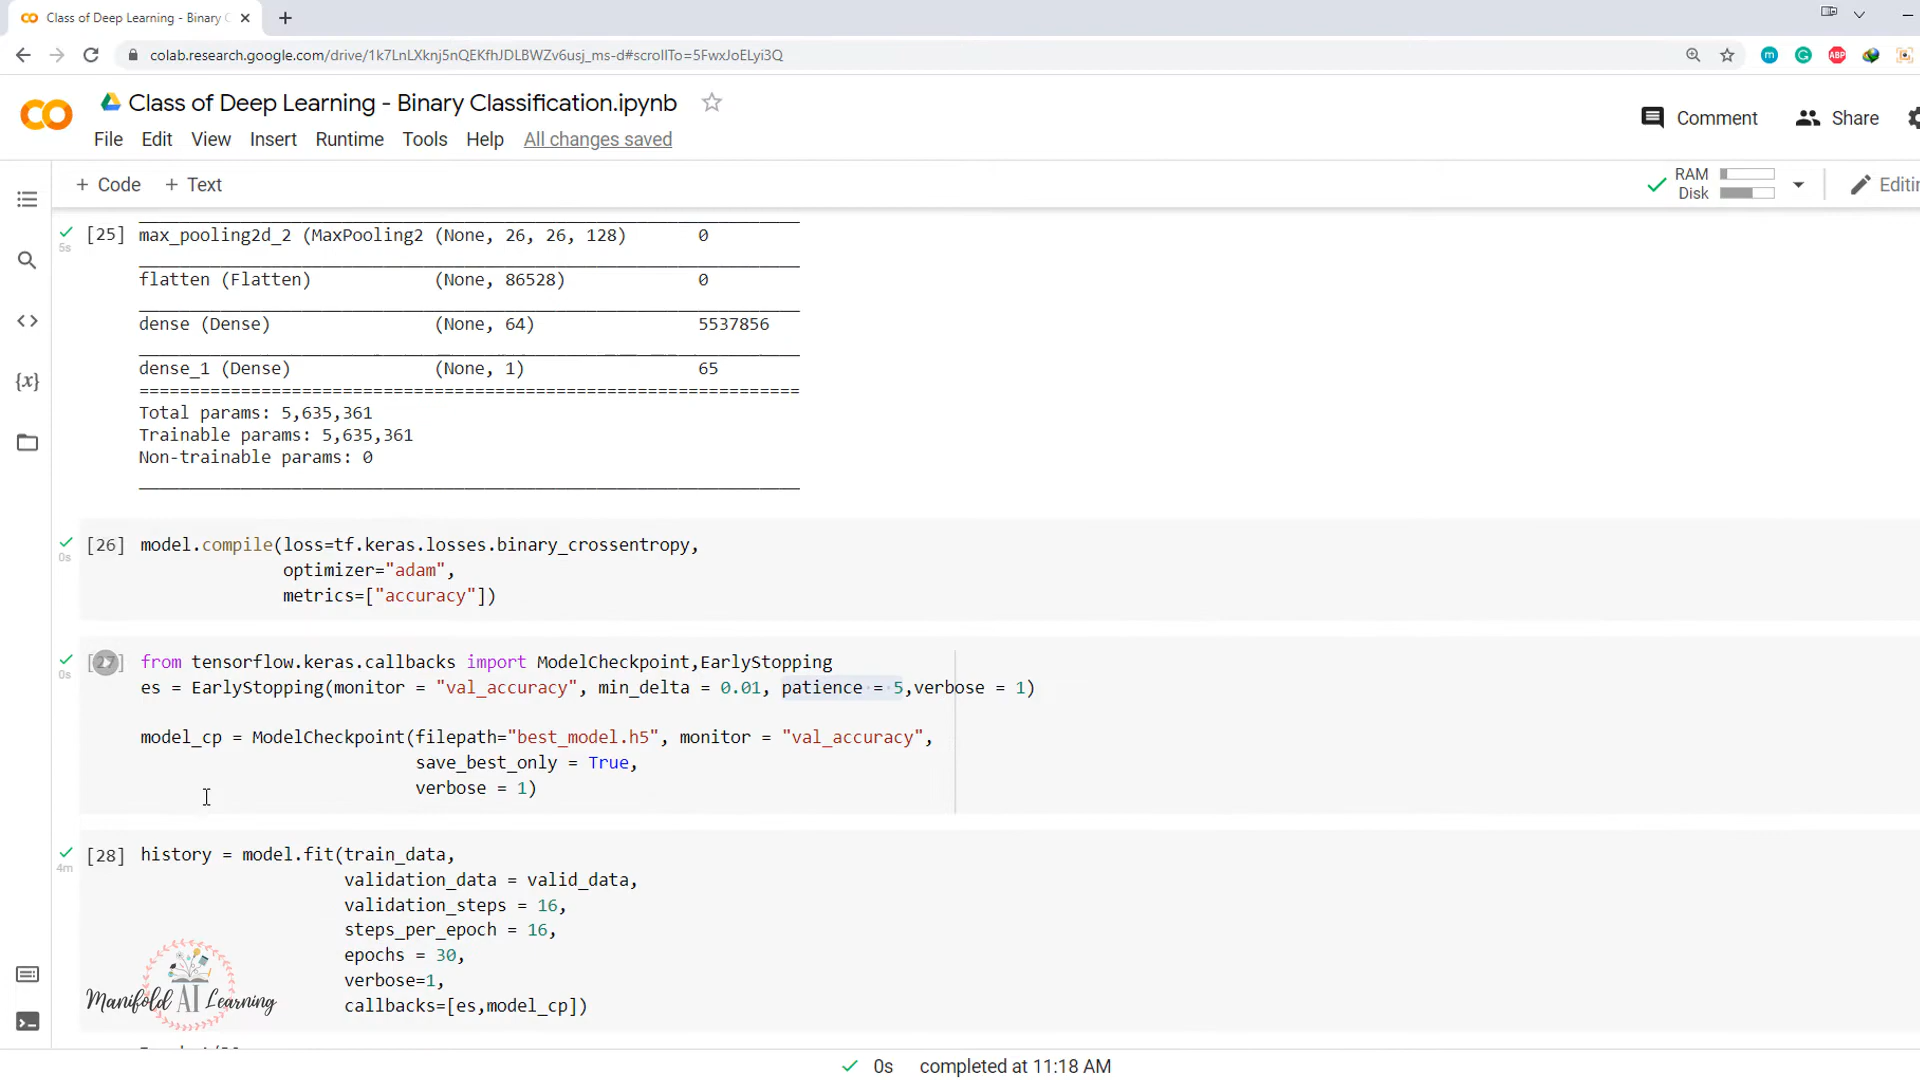 Class of Deep Learning - Binary C
colab.research.google.com/drive/1k7LnLXknj5nQEKfhJDLBWZv6usj_ms-d#scrollTo=5FwxJoELyi3Q
Class of Deep Learning - Binary Classification.ipynb
Comment
Share
File Edit View Insert Runtime Tools Help All changes saved
+ Code + Text
RAM
Disk
[25] max_pooling2d_2 (MaxPooling2 (None, 26, 26, 128) 0
5s
flatten (Flatten) (None, 86528) 0
dense (Dense) (None, 64) 5537856
dense_1 (Dense) (None, 1) 65
=================================================================
Total params: 5,635,361
Trainable params: 5,635,361
Non-trainable params: 0
[26] model.compile(loss=tf.keras.losses.binary_crossentropy,
0s
optimizer="adam",
metrics=["accuracy"])
[27] from tensorflow.keras.callbacks import ModelCheckpoint,EarlyStopping
0s
es = EarlyStopping(monitor = "val_accuracy", min_delta = 0.01, patience = 5,verbose = 1)
model_cp = ModelCheckpoint(filepath="best_model.h5", monitor = "val_accuracy",
save_best_only = True,
verbose = 1)
[28] history = model.fit(train_data,
4m
validation_data = valid_data,
validation_steps = 16,
steps_per_epoch = 16,
epochs = 30,
verbose=1,
callbacks=[es,model_cp])
Manifold AI Learning
0s completed at 11:18 AM